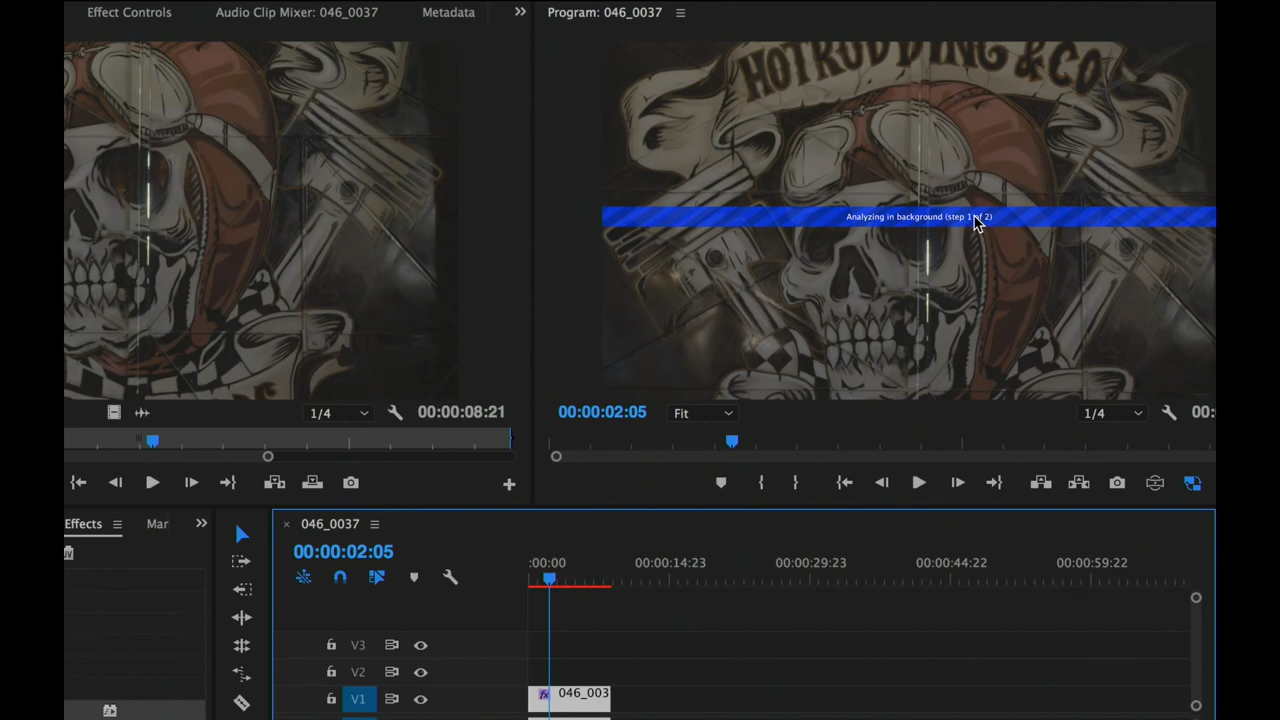 Effect Controls
Audio Clip Mixer: 046_0037
Metadata
Program: 046_0037
HOTRODDING & CO
Analyzing in background (step 1 of 2)
1/4
00:00:08:21
00:00:02:05
Fit
1/4
00:
Effects
Mar
046_0037
00:00:02:05
:00:00
00:00:14:23
00:00:29:23
00:00:44:22
00:00:59:22
V3
V2
V1
fx
046_003